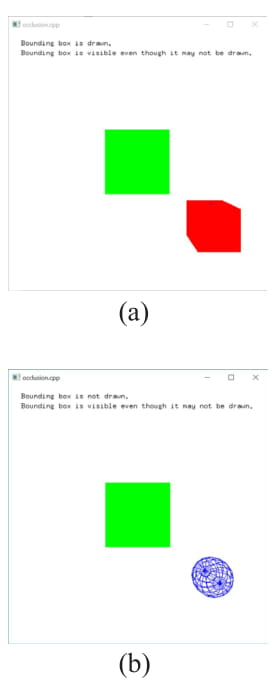 occlusion.cpp
Bounding box is drawn.
Bounding box is visible even though it may not be drawn.
(a)
occlusion.cpp
Bounding box is not drawn.
Bounding box is visible even though it may not be drawn.
(b)